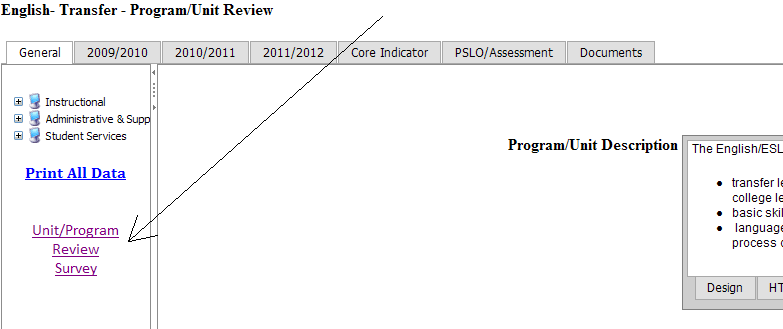 English- Transfer - Program/Unit Review
General 2009/2010 2010/2011 2011/2012 Core Indicator PSLO/Assessment Documents
Instructional
Administrative & Supp
Student Services
Print All Data
Unit/Program
Review
Survey
Program/Unit Description
The English/ESL
transfer le
college le
basic skil
language
process o
Design HT